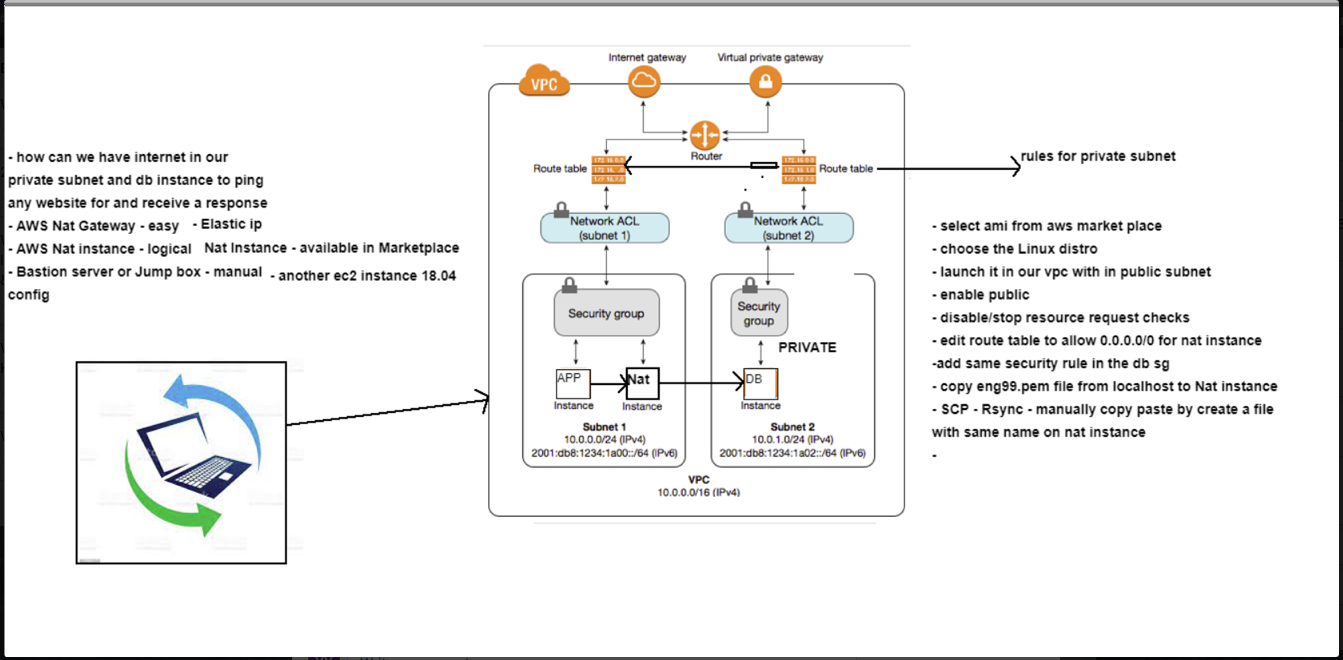 - how can we have internet in our
private subnet and db instance to ping
any website for and receive a response
- AWS Nat Gateway - easy - Elastic ip
- AWS Nat instance - logical Nat Instance - available in Marketplace
- Bastion server or Jump box - manual - another ec2 instance 18.04
config
Internet gateway
Virtual private gateway
VPC
Router
Route table
Route table
Network ACL
(subnet 1)
Network ACL
(subnet 2)
Security group
Security
group
PRIVATE
APP
Nat
DB
Instance
Instance
Instance
Subnet 1
10.0.0.0/24 (IPv4)
2001:db8:1234:1a00::/64 (IPv6)
Subnet 2
10.0.1.0/24 (IPv4)
2001:db8:1234:1a02::/64 (IPv6)
VPC
10.0.0.0/16 (IPv4)
rules for private subnet
- select ami from aws market place
- choose the Linux distro
- launch it in our vpc with in public subnet
- enable public
- disable/stop resource request checks
- edit route table to allow 0.0.0.0/0 for nat instance
-add same security rule in the db sg
- copy eng99.pem file from localhost to Nat instance
- SCP - Rsync - manually copy paste by create a file
with same name on nat instance
-